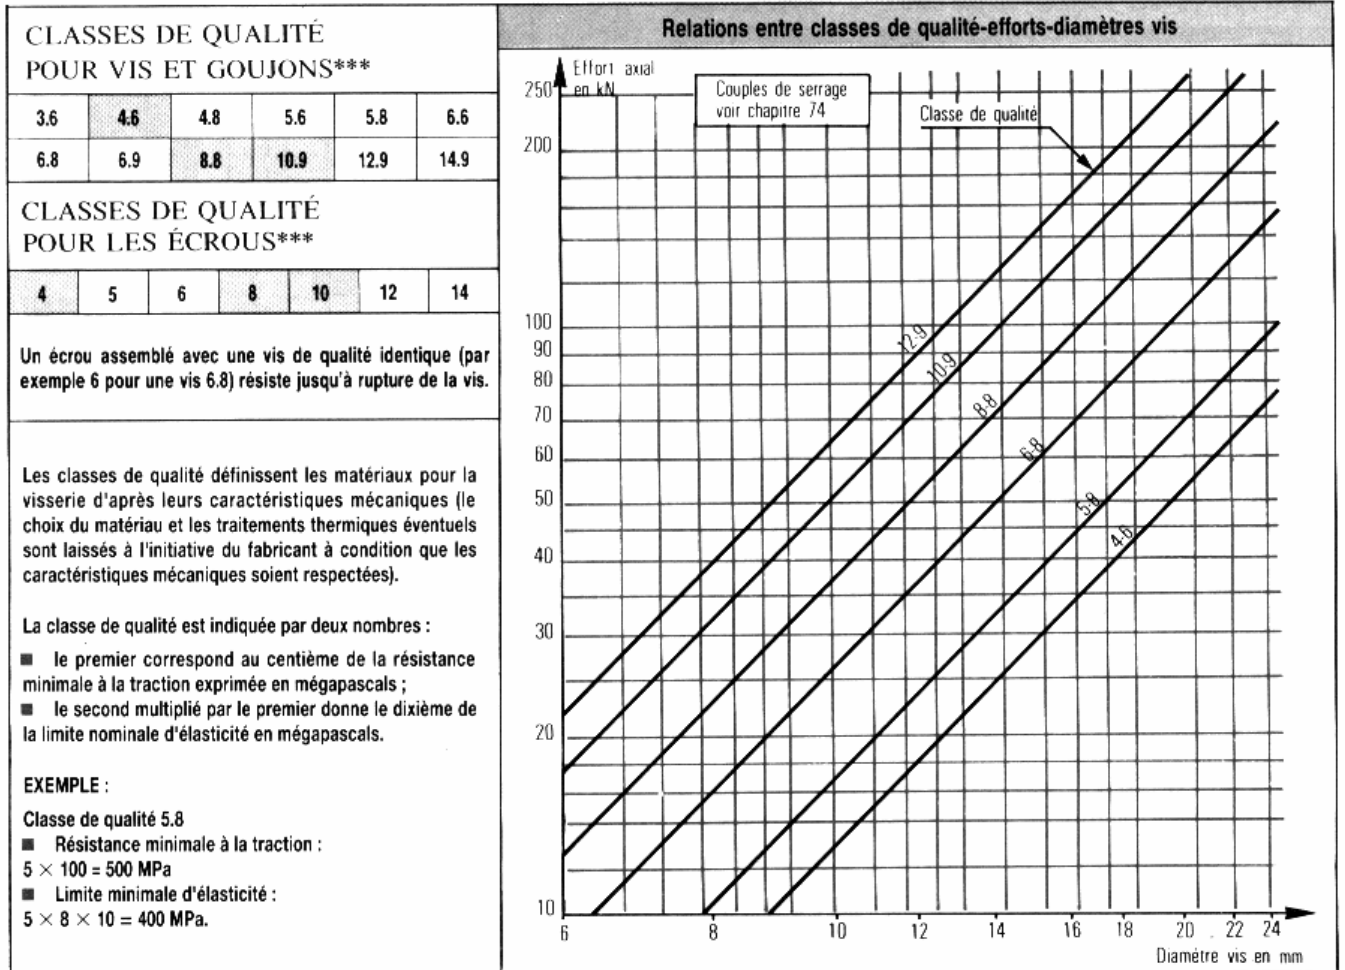 CLASSES DE QUALITÉ
POUR VIS ET GOUJONS***
3.6 4.6 4.8 5.6 5.8 6.6
6.8 6.9 8.8 10.9 12.9 14.9
CLASSES DE QUALITÉ
POUR LES ÉCROUS***
4 5 6 8 10 12 14
Un écrou assemblé avec une vis de qualité identique (par
exemple 6 pour une vis 6.8) résiste jusqu'à rupture de la vis.
Les classes de qualité définissent les matériaux pour la
visserie d'après leurs caractéristiques mécaniques (le
choix du matériau et les traitements thermiques éventuels
sont laissés à l'initiative du fabricant à condition que les
caractéristiques mécaniques soient respectées).
La classe de qualité est indiquée par deux nombres :
■ le premier correspond au centième de la résistance
minimale à la traction exprimée en mégapascals ;
■ le second multiplié par le premier donne le dixième de
la limite nominale d'élasticité en mégapascals.
EXEMPLE :
Classe de qualité 5.8
■ Résistance minimale à la traction :
5 × 100 = 500 MPa
■ Limite minimale d'élasticité :
5 × 8 × 10 = 400 MPa.
Relations entre classes de qualité-efforts-diamètres vis
Effort axial
en kN
Couples de serrage
voir chapitre 74
Classe de qualité
250
200
100
90
80
70
60
50
40
30
20
10
12-9
10-9
8-8
6-8
5-8
4-6
6 8 10 12 14 16 18 20 22 24
Diamètre vis en mm